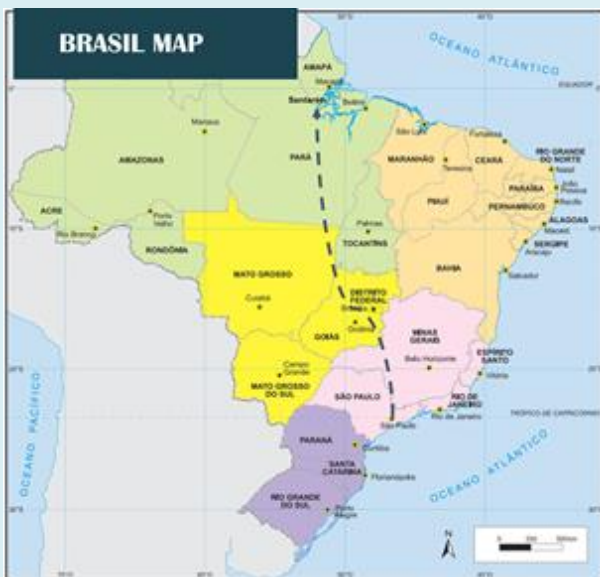 BRASIL MAP
OCEANO ATLÂNTICO
EQUADOR
AMAPÁ
Macapá
Santarém
Belém
Manaus
São Luís
Fortaleza
AMAZONAS
PARÁ
MARANHÃO
Teresina
CEARÁ
RIO GRANDE
DO NORTE
Natal
PARAÍBA
João
Pessoa
PIAUÍ
PERNAMBUCO
Recife
ACRE
Porto
Velho
Rio Branco
Palmas
ALAGOAS
Maceió
RONDÔNIA
TOCANTINS
SERGIPE
Aracaju
MATO GROSSO
BAHIA
Salvador
DISTRITO
FEDERAL
Cuiabá
GOIÁS
Goiânia
MINAS
GERAIS
Belo Horizonte
ESPÍRITO
SANTO
Vitória
Campo
Grande
MATO GROSSO
DO SUL
SÃO PAULO
São Paulo
RIO DE
JANEIRO
Rio de Janeiro
TRÓPICO DE CAPRICÓRNIO
OCEANO PACÍFICO
PARANÁ
Curitiba
SANTA
CATARINA
Florianópolis
OCEANO ATLÂNTICO
RIO GRANDE
DO SUL
Porto
Alegre
N